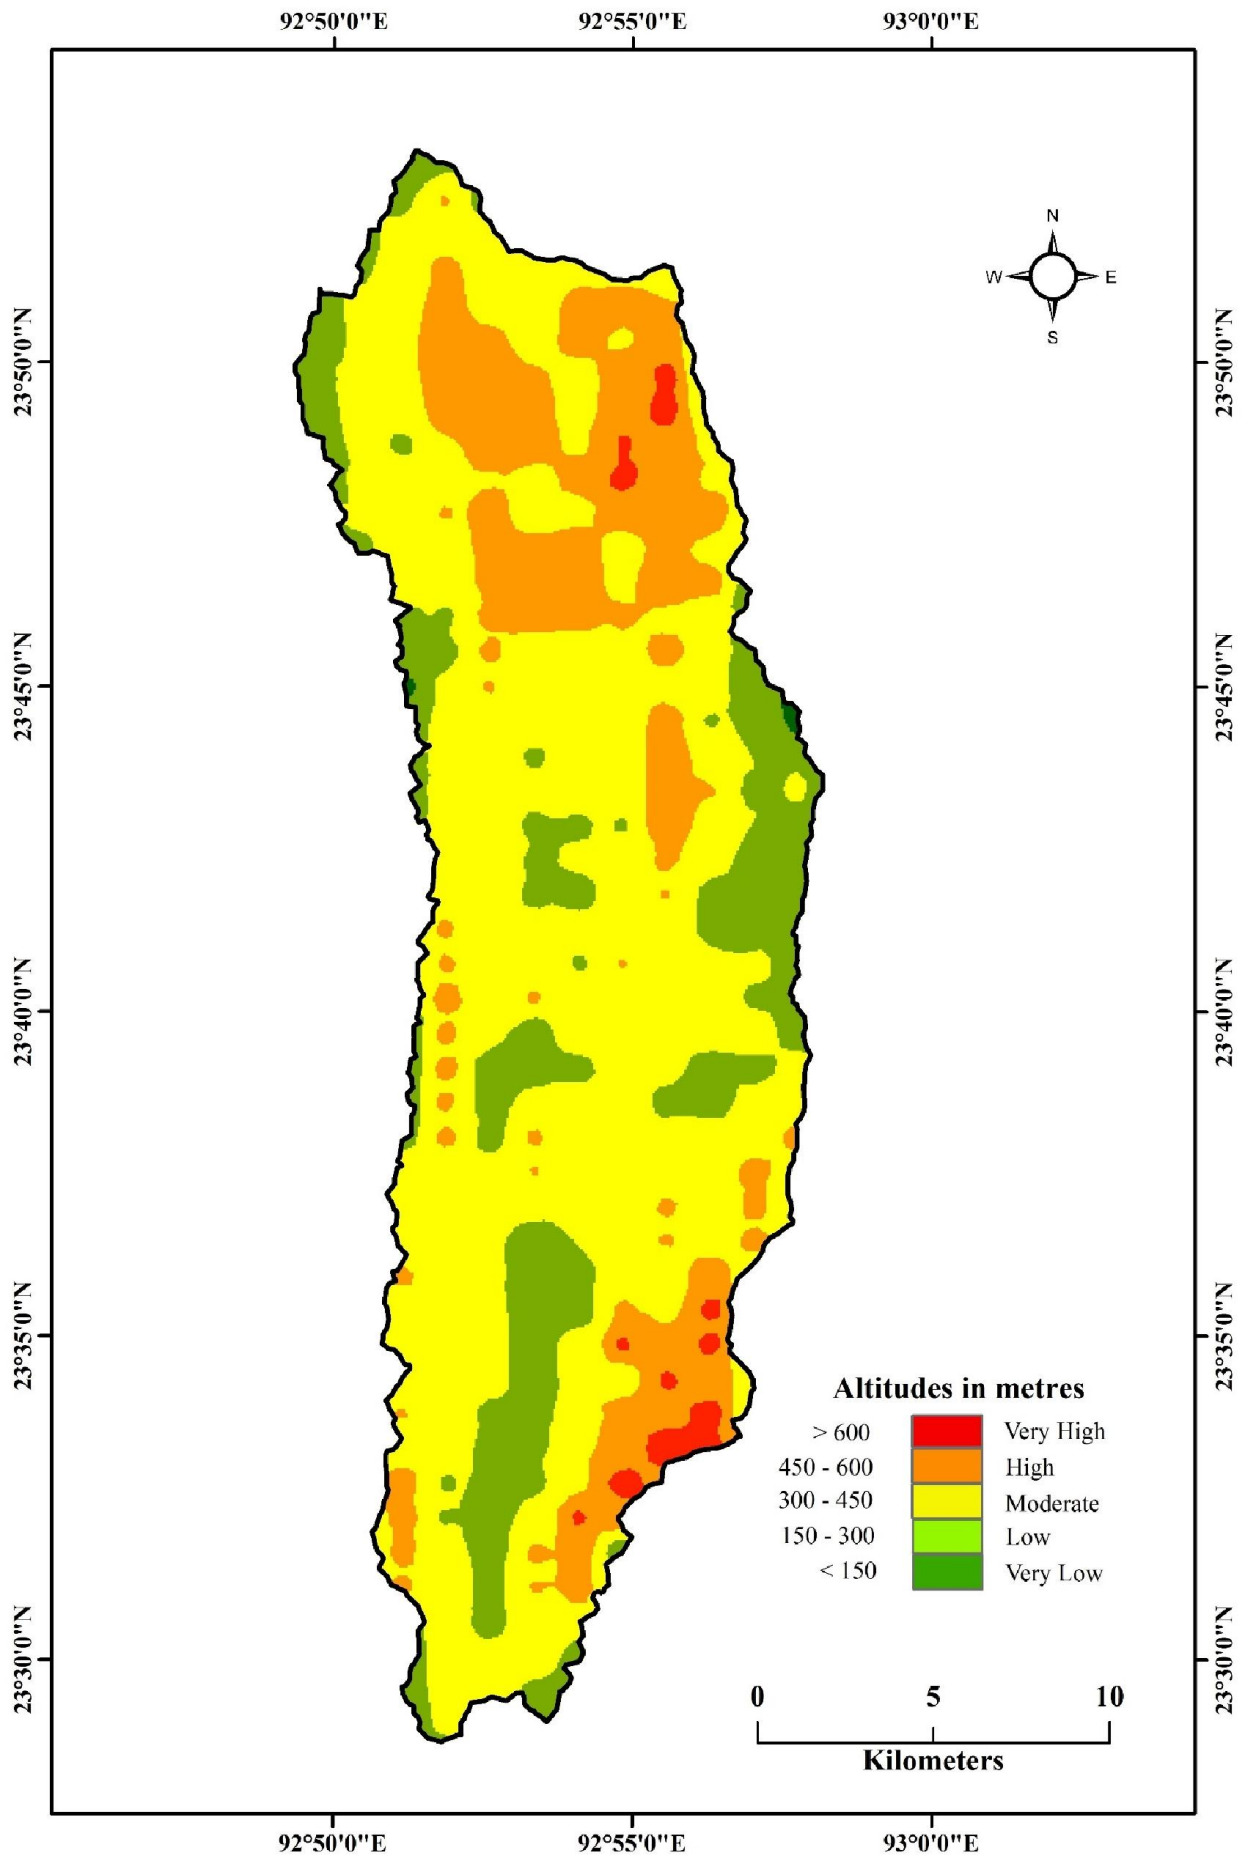 92°50'0"E 92°55'0"E 93°0'0"E
N
W E
S
23°50'0"N 23°50'0"N
23°45'0"N 23°45'0"N
23°40'0"N 23°40'0"N
23°35'0"N 23°35'0"N
Altitudes in metres
> 600 Very High
450 - 600 High
300 - 450 Moderate
150 - 300 Low
< 150 Very Low
23°30'0"N 23°30'0"N
0 5 10
Kilometers
92°50'0"E 92°55'0"E 93°0'0"E